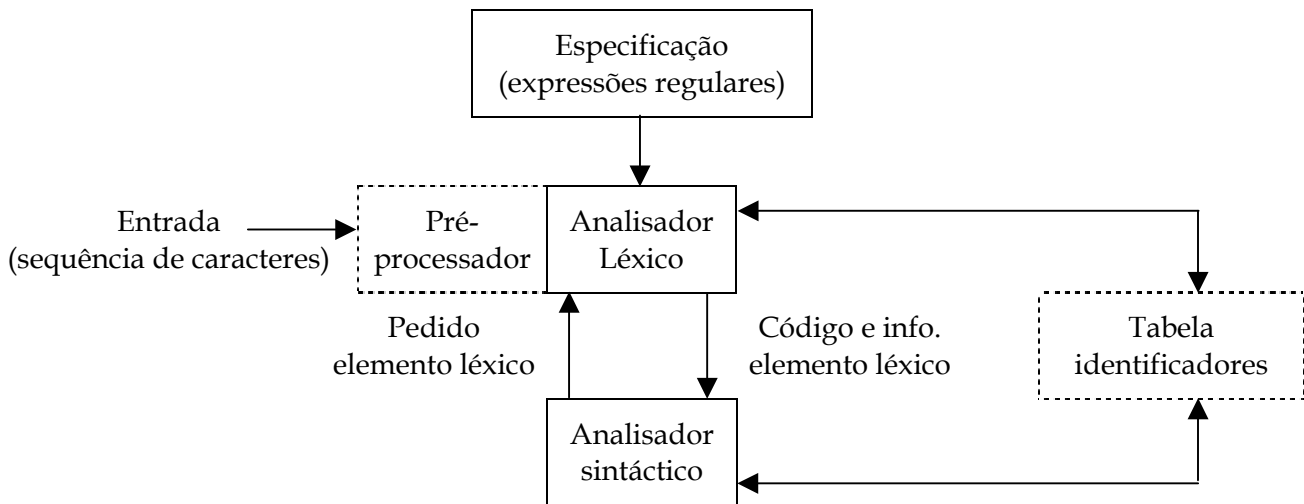 Especificação
(expressões regulares)
Entrada
(sequência de caracteres)
Pré-
processador
Analisador
Léxico
Pedido
elemento léxico
Código e info.
elemento léxico
Tabela
identificadores
Analisador
sintáctico